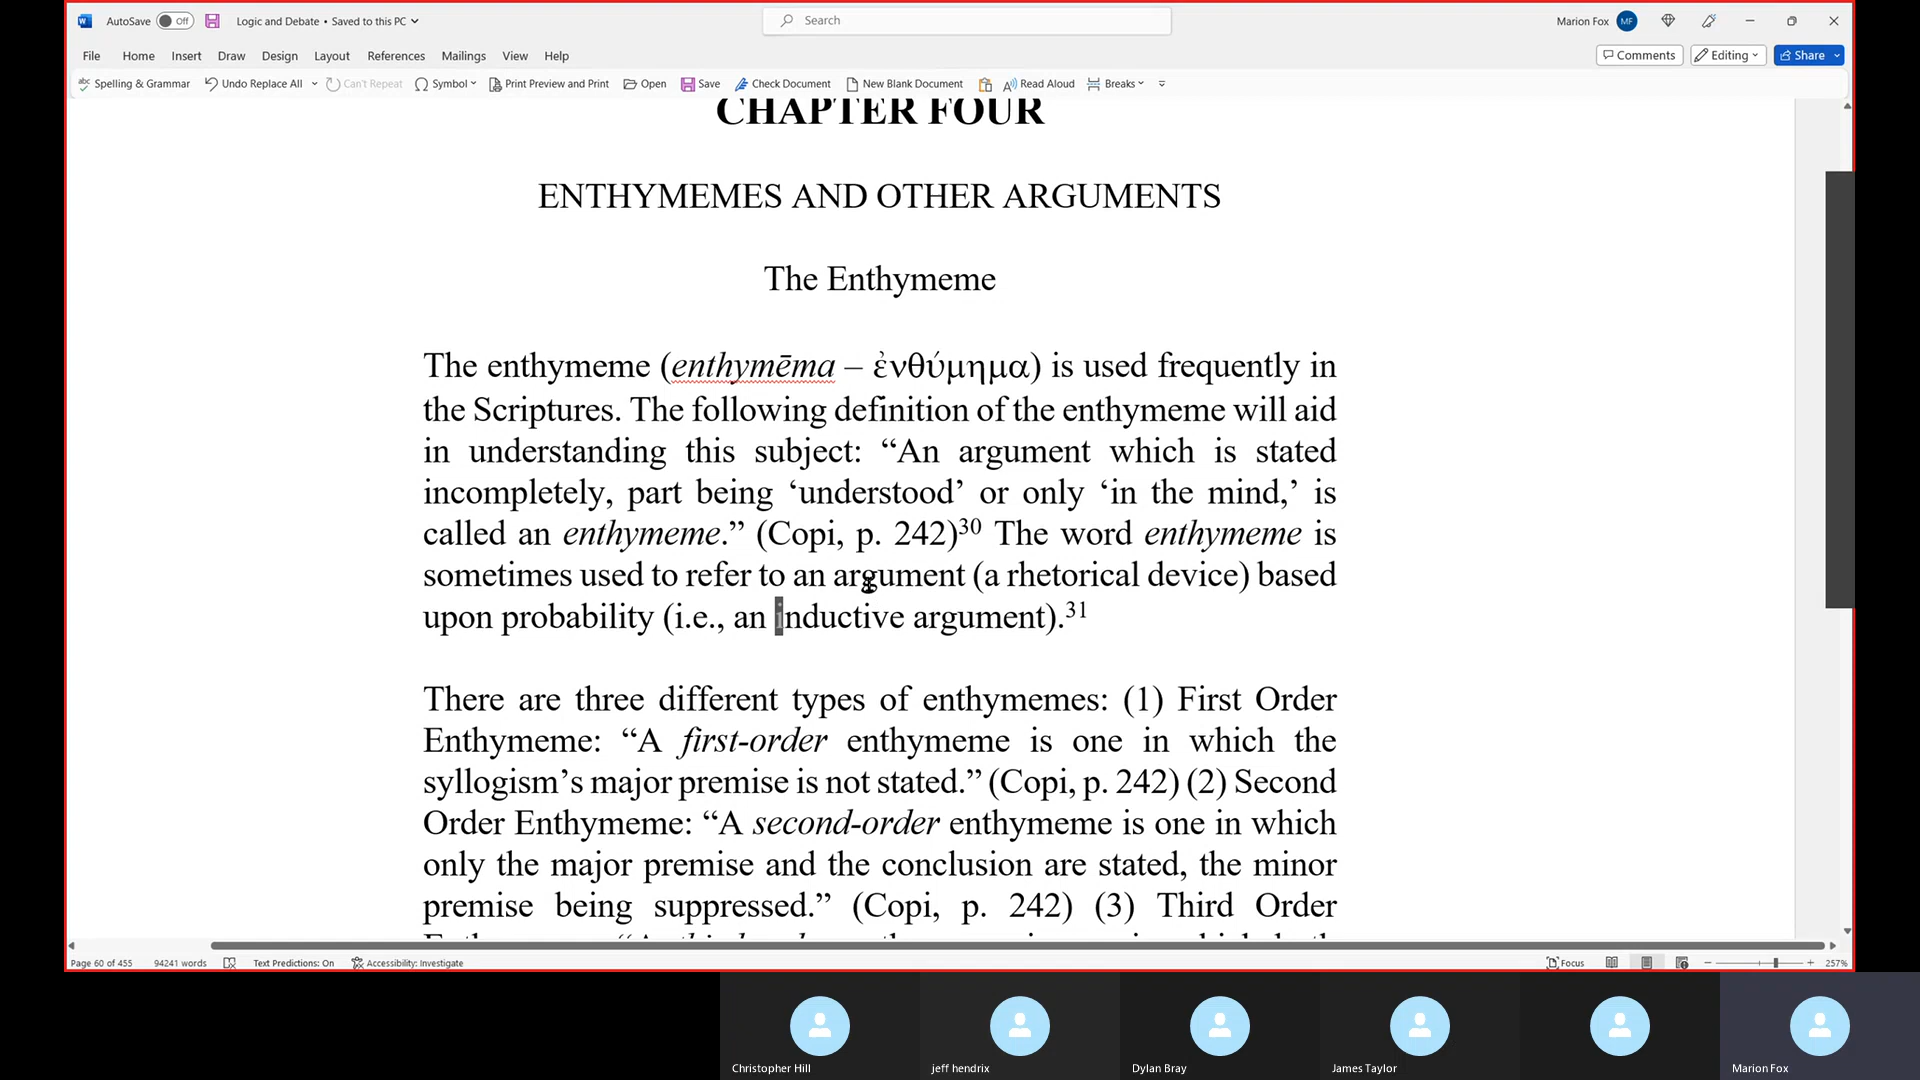 AutoSave Off Logic and Debate • Saved to this PC Search Marion Fox MF
File Home Insert Draw Design Layout References Mailings View Help Comments Editing Share
Spelling & Grammar Undo Replace All Can't Repeat Symbol Print Preview and Print Open Save Check Document New Blank Document Read Aloud Breaks
CHAPTER FOUR
ENTHYMEMES AND OTHER ARGUMENTS
The Enthymeme
The enthymeme (enthymēma – ἐνθύμημα) is used frequently in
the Scriptures. The following definition of the enthymeme will aid
in understanding this subject: “An argument which is stated
incompletely, part being ‘understood’ or only ‘in the mind,’ is
called an enthymeme.” (Copi, p. 242)30 The word enthymeme is
sometimes used to refer to an argument (a rhetorical device) based
upon probability (i.e., an inductive argument).31
There are three different types of enthymemes: (1) First Order
Enthymeme: “A first-order enthymeme is one in which the
syllogism’s major premise is not stated.” (Copi, p. 242) (2) Second
Order Enthymeme: “A second-order enthymeme is one in which
only the major premise and the conclusion are stated, the minor
premise being suppressed.” (Copi, p. 242) (3) Third Order
Page 60 of 455 94241 words Text Predictions: On Accessibility: Investigate Focus 257%
Christopher Hill jeff hendrix Dylan Bray James Taylor Marion Fox